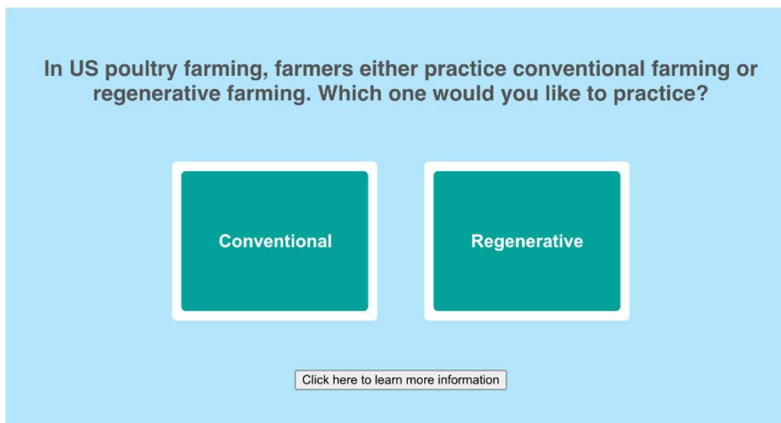 In US poultry farming, farmers either practice conventional farming or
regenerative farming. Which one would you like to practice?
Conventional
Regenerative
Click here to learn more information